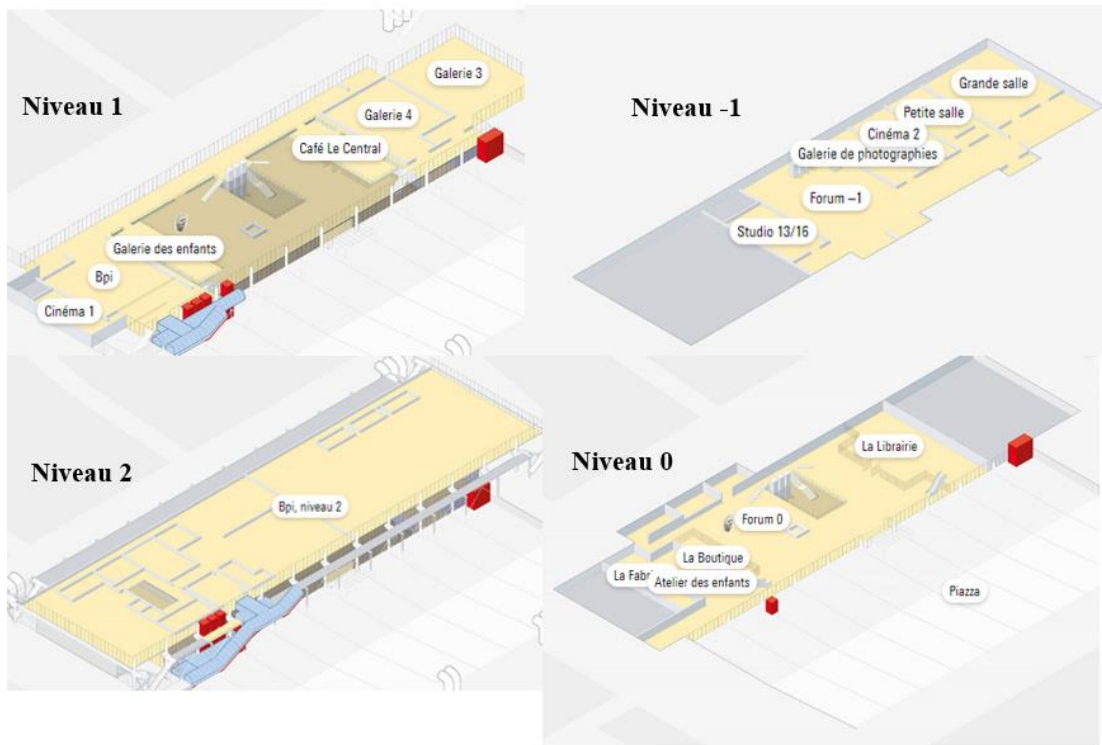 Niveau 1
Galerie 3
Galerie 4
Café Le Central
Galerie des enfants
Bpi
Cinéma 1
Niveau -1
Grande salle
Petite salle
Cinéma 2
Galerie de photographies
Forum –1
Studio 13/16
Niveau 2
Bpi, niveau 2
Niveau 0
La Librairie
Forum 0
La Boutique
La Fabri
Atelier des enfants
Piazza